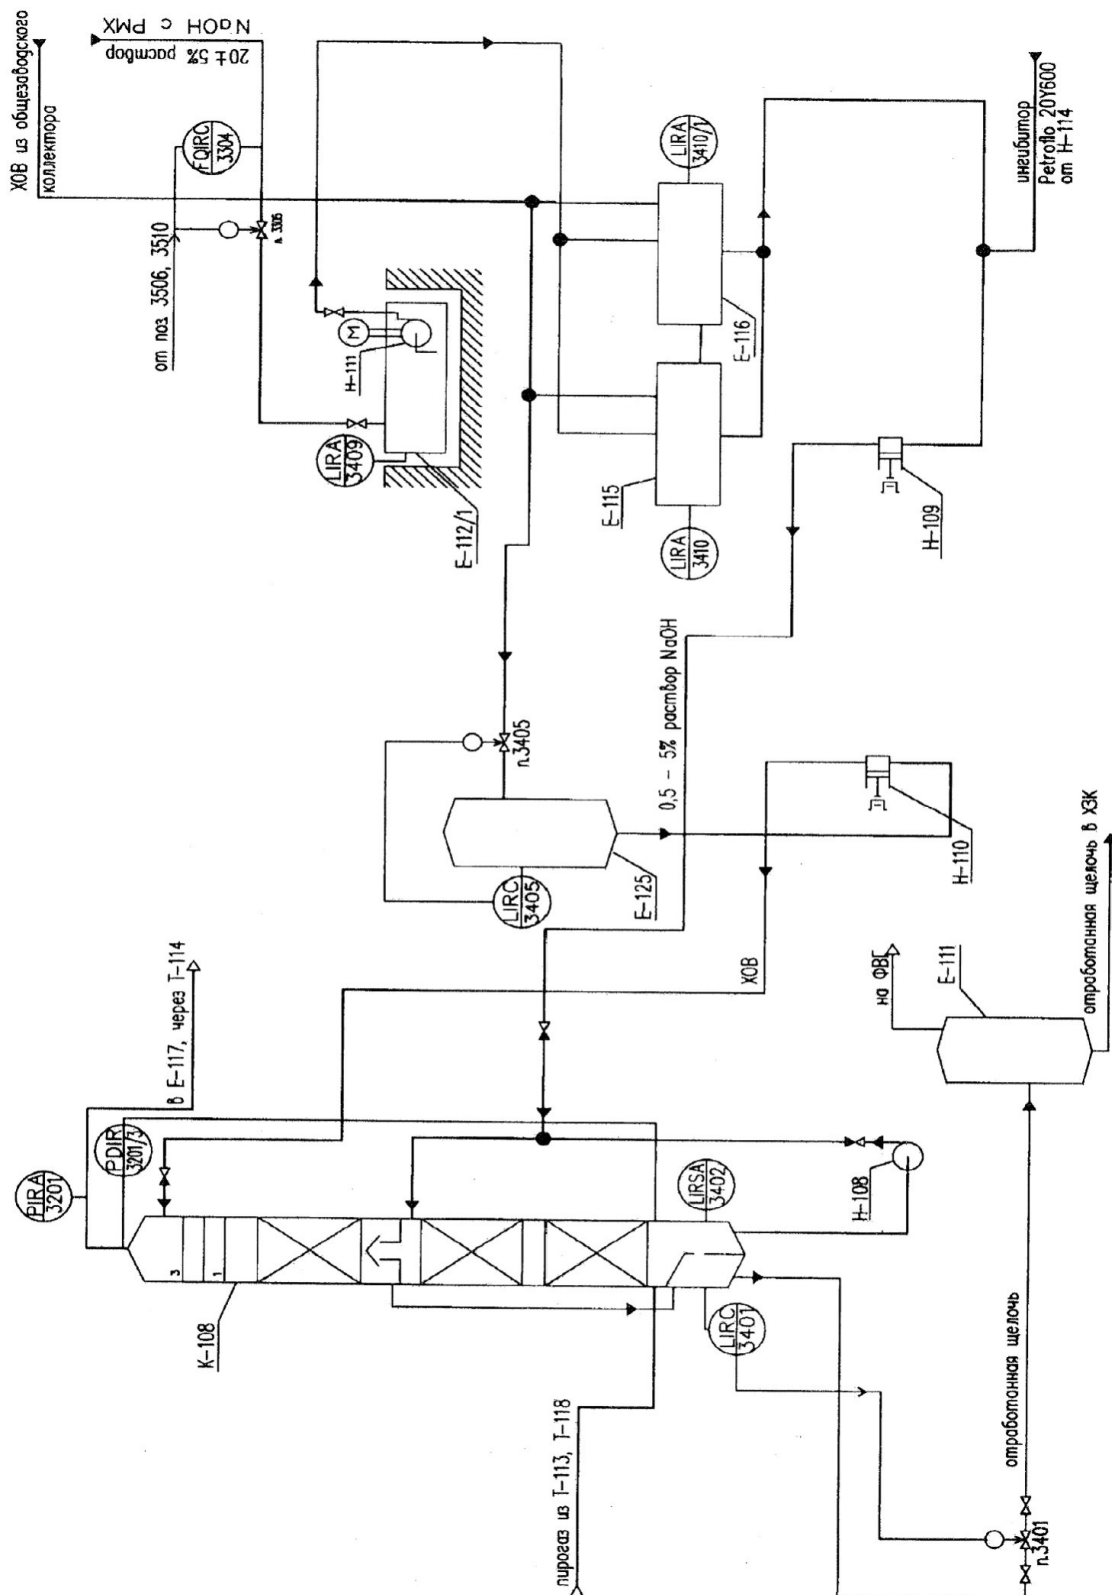 ХОВ из общезаводского
коллектора
20±5% раствор
NaOH с РМХ
FQIRC
3304
п. 3305
от поз. 3506, 3510
LIRA
3410/1
ингибитор
Petroflo 20Y600
от Н-114
М
Н-111
LIRA
3409
Е-112/1
Е-116
Е-115
LIRA
3410
Н-109
п.3405
0,5 - 5% раствор NaOH
LIRC
3405
Е-125
Н-110
ХОВ
отработанная щелочь в ХЗК
на ФВГ
Е-111
в Е-117, через Т-114
PIRA
3201
PDIR
3201/3
3
1
К-108
LIRSA
3402
Н-108
LIRC
3401
пирогаз из Т-113, Т-118
отработанная щелочь
п.3401